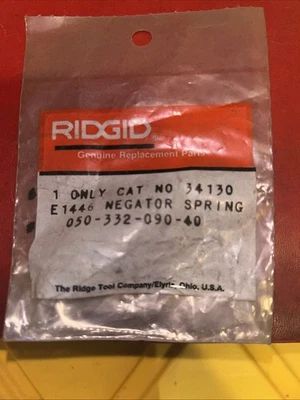 RIDGID
Genuine Replacement Parts
1 ONLY CAT NO 34130
E1446 NEGATOR SPRING
050-332-090-40
The Ridge Tool Company/Elyria, Ohio, U.S.A.